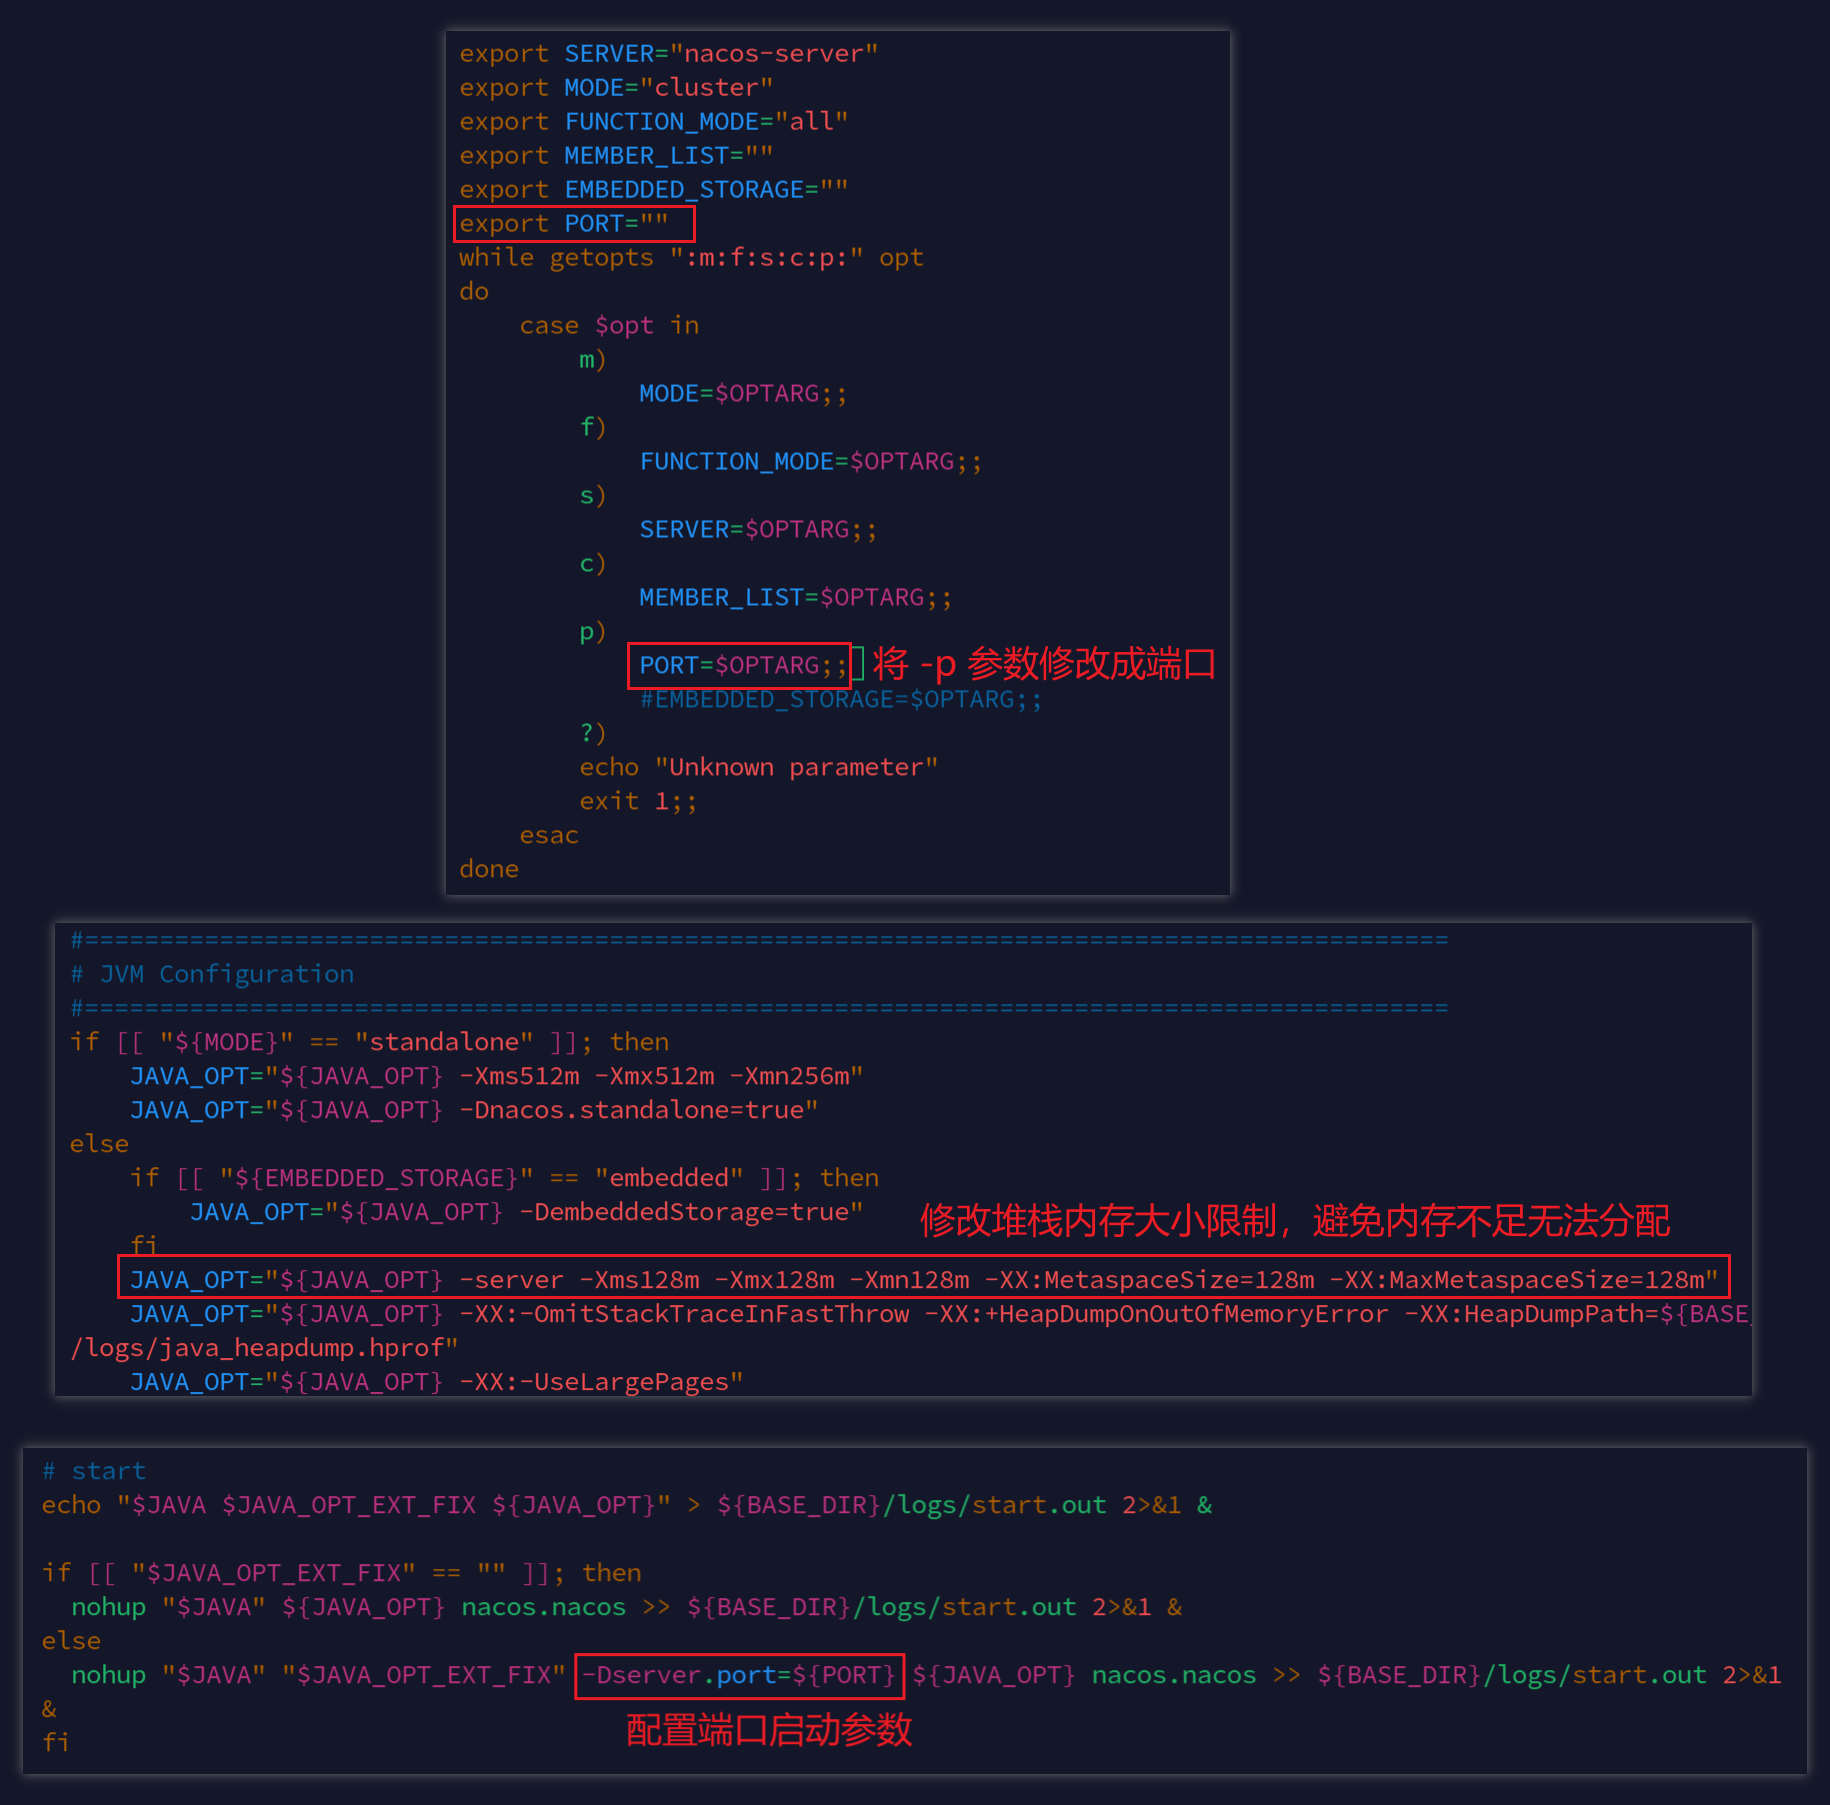 export SERVER="nacos-server"
export MODE="cluster"
export FUNCTION_MODE="all"
export MEMBER_LIST=""
export EMBEDDED_STORAGE=""
export PORT=""
while getopts ":m:f:s:c:p:" opt
do
    case $opt in
        m)
            MODE=$OPTARG;;
        f)
            FUNCTION_MODE=$OPTARG;;
        s)
            SERVER=$OPTARG;;
        c)
            MEMBER_LIST=$OPTARG;;
        p)
            PORT=$OPTARG;; 将 -p 参数修改成端口
            #EMBEDDED_STORAGE=$OPTARG;;
        ?)
        echo "Unknown parameter"
        exit 1;;
    esac
done
#===========================================================================================
# JVM Configuration
#===========================================================================================
if [[ "${MODE}" == "standalone" ]]; then
    JAVA_OPT="${JAVA_OPT} -Xms512m -Xmx512m -Xmn256m"
    JAVA_OPT="${JAVA_OPT} -Dnacos.standalone=true"
else
    if [[ "${EMBEDDED_STORAGE}" == "embedded" ]]; then
        JAVA_OPT="${JAVA_OPT} -DembeddedStorage=true"
修改堆栈内存大小限制，避免内存不足无法分配
    fi
    JAVA_OPT="${JAVA_OPT} -server -Xms128m -Xmx128m -Xmn128m -XX:MetaspaceSize=128m -XX:MaxMetaspaceSize=128m"
    JAVA_OPT="${JAVA_OPT} -XX:-OmitStackTraceInFastThrow -XX:+HeapDumpOnOutOfMemoryError -XX:HeapDumpPath=${BASE_
/logs/java_heapdump.hprof"
    JAVA_OPT="${JAVA_OPT} -XX:-UseLargePages"
# start
echo "$JAVA $JAVA_OPT_EXT_FIX ${JAVA_OPT}" > ${BASE_DIR}/logs/start.out 2>&1 &
if [[ "$JAVA_OPT_EXT_FIX" == "" ]]; then
  nohup "$JAVA" ${JAVA_OPT} nacos.nacos >> ${BASE_DIR}/logs/start.out 2>&1 &
else
  nohup "$JAVA" "$JAVA_OPT_EXT_FIX" -Dserver.port=${PORT} ${JAVA_OPT} nacos.nacos >> ${BASE_DIR}/logs/start.out 2>&1
&
配置端口启动参数
fi